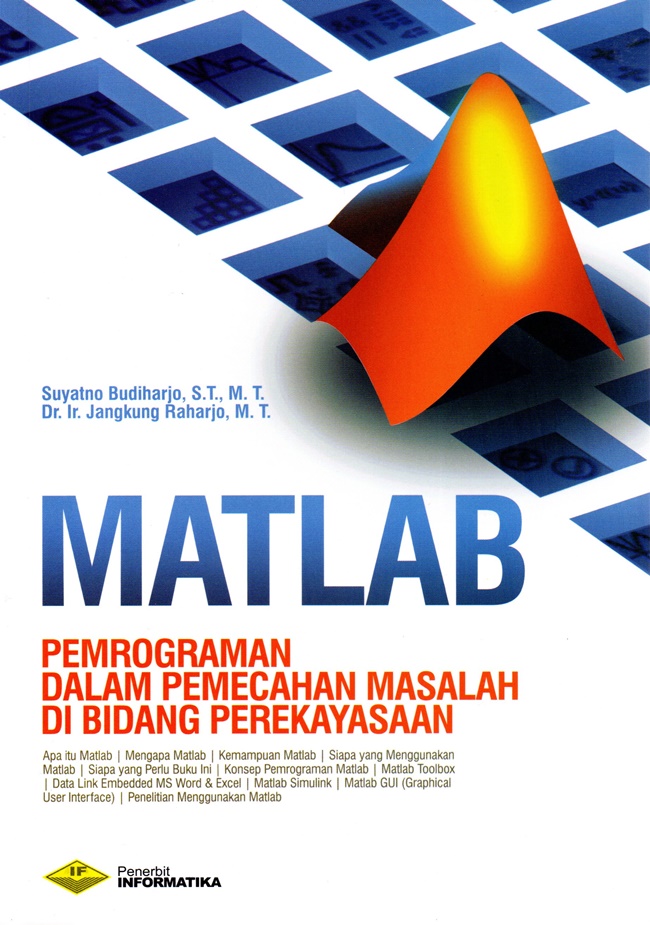 Suyatno Budiharjo, S.T., M. T.
Dr. Ir. Jangkung Raharjo, M. T.
MATLAB
PEMROGRAMAN
DALAM PEMECAHAN MASALAH
DI BIDANG PEREKAYASAAN
Apa itu Matlab | Mengapa Matlab | Kemampuan Matlab | Siapa yang Menggunakan
Matlab | Siapa yang Perlu Buku Ini | Konsep Pemrograman Matlab | Matlab Toolbox
| Data Link Embedded MS Word & Excel | Matlab Simulink | Matlab GUI (Graphical
User Interface) | Penelitian Menggunakan Matlab
IF
Penerbit
INFORMATIKA